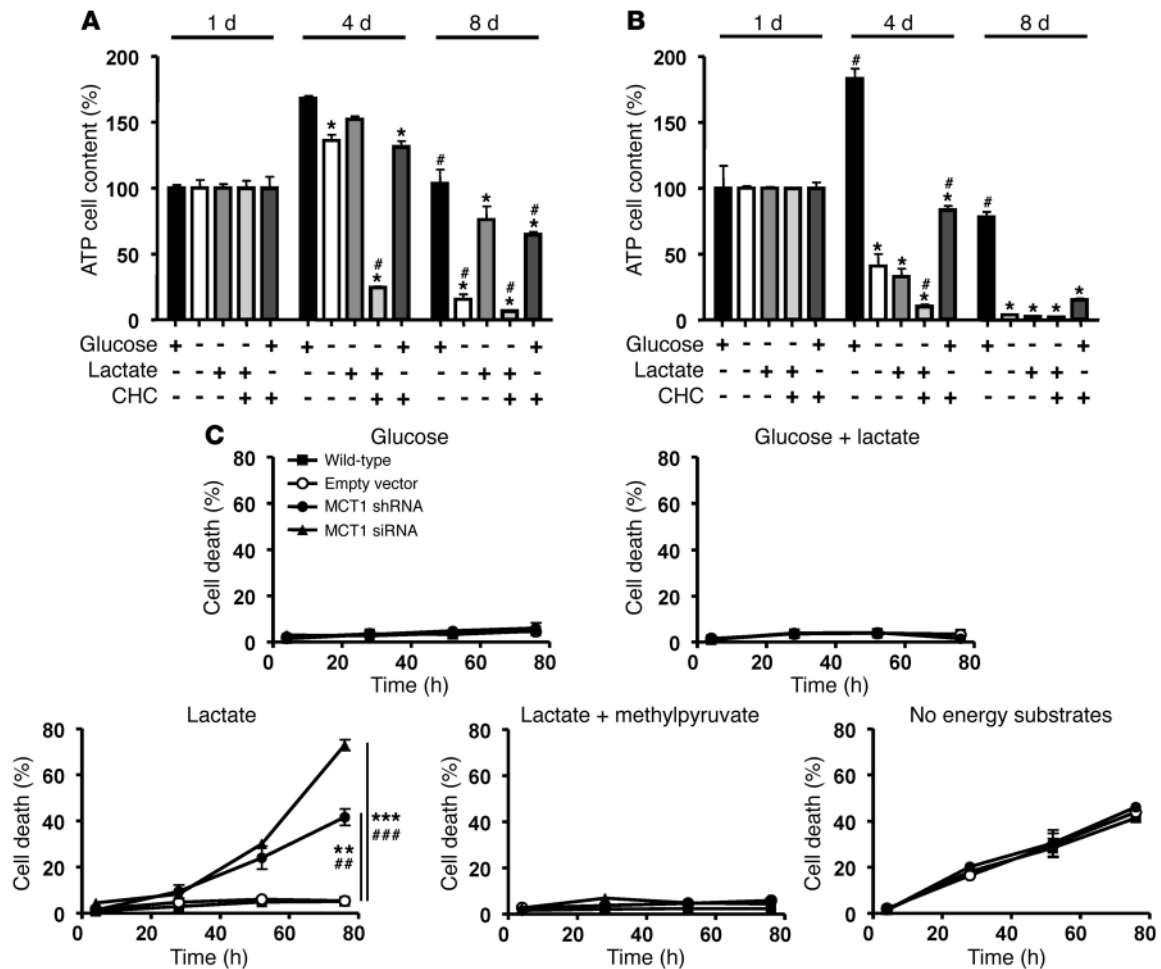 A
1 d 4 d 8 d
ATP cell content (%)
200
150
100
50
0
# * # * * # * # * # * # *
Glucose + - - - + + - - - + + - - - +
Lactate - - + + - - - + + - - - + + -
CHC - - - + + - - - + + - - - + +
B
1 d 4 d 8 d
ATP cell content (%)
200
150
100
50
0
# * * # * # * # * * * *
Glucose + - - - + + - - - + + - - - +
Lactate - - + + - - - + + - - - + + -
CHC - - - + + - - - + + - - - + +
C
Glucose
Wild-type
Empty vector
MCT1 shRNA
MCT1 siRNA
Cell death (%)
80
60
40
20
0
0 20 40 60 80
Time (h)
Glucose + lactate
Cell death (%)
80
60
40
20
0
0 20 40 60 80
Time (h)
Lactate
Cell death (%)
80
60
40
20
0
***
###
**
##
0 20 40 60 80
Time (h)
Lactate + methylpyruvate
Cell death (%)
80
60
40
20
0
0 20 40 60 80
Time (h)
No energy substrates
Cell death (%)
80
60
40
20
0
0 20 40 60 80
Time (h)